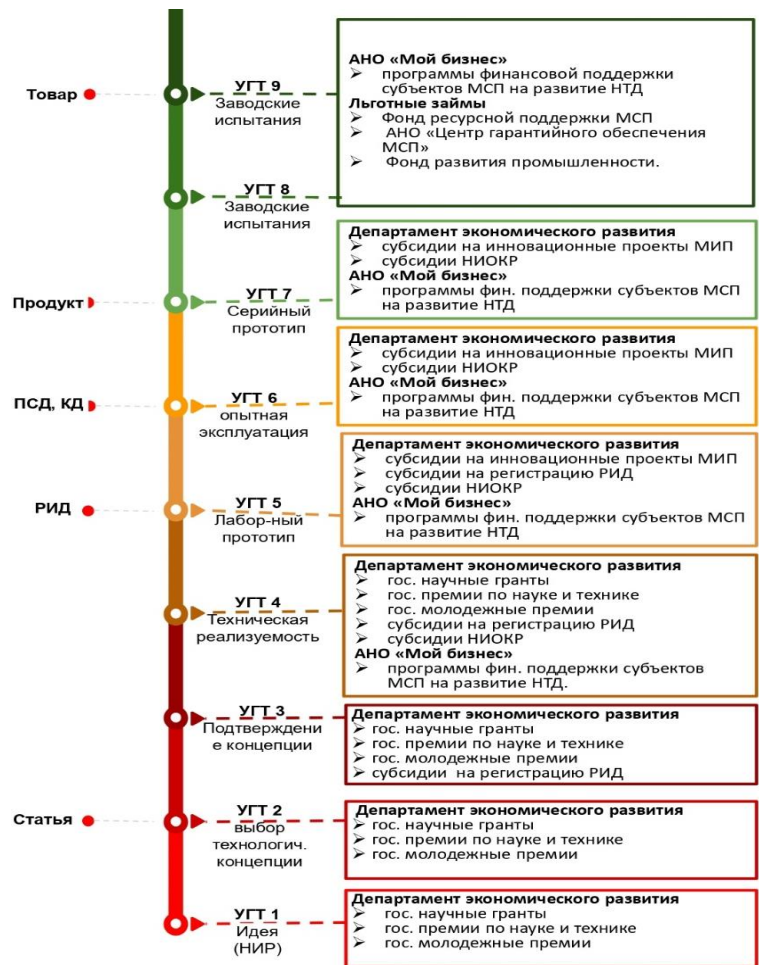 АНО «Мой бизнес»
➢ программы финансовой поддержки
субъектов МСП на развитие НТД
Льготные займы
➢ Фонд ресурсной поддержки МСП
➢ АНО «Центр гарантийного обеспечения
МСП»
➢ Фонд развития промышленности.
Товар
УГТ 9
Заводские
испытания
УГТ 8
Заводские
испытания
Департамент экономического развития
➢ субсидии на инновационные проекты МИП
➢ субсидии НИОКР
АНО «Мой бизнес»
➢ программы фин. поддержки субъектов МСП
на развитие НТД
Продукт
УГТ 7
Серийный
прототип
Департамент экономического развития
➢ субсидии на инновационные проекты МИП
➢ субсидии НИОКР
АНО «Мой бизнес»
➢ программы фин. поддержки субъектов МСП
на развитие НТД
ПСД, КД
УГТ 6
опытная
эксплуатация
Департамент экономического развития
➢ субсидии на инновационные проекты МИП
➢ субсидии на регистрацию РИД
➢ субсидии НИОКР
АНО «Мой бизнес»
➢ программы фин. поддержки субъектов МСП
на развитие НТД
РИД
УГТ 5
Лабор-ный
прототип
Департамент экономического развития
➢ гос. научные гранты
➢ гос. премии по науке и технике
➢ гос. молодежные премии
➢ субсидии на регистрацию РИД
➢ субсидии НИОКР
АНО «Мой бизнес»
➢ программы фин. поддержки субъектов
МСП на развитие НТД.
УГТ 4
Техническая
реализуемость
Департамент экономического развития
➢ гос. научные гранты
➢ гос. премии по науке и технике
➢ гос. молодежные премии
➢ субсидии на регистрацию РИД
УГТ 3
Подтверждени
е концепции
Департамент экономического развития
➢ гос. научные гранты
➢ гос. премии по науке и технике
➢ гос. молодежные премии
Статья
УГТ 2
выбор
технологич.
концепции
Департамент экономического развития
➢ гос. научные гранты
➢ гос. премии по науке и технике
➢ гос. молодежные премии
УГТ 1
Идея
(НИР)